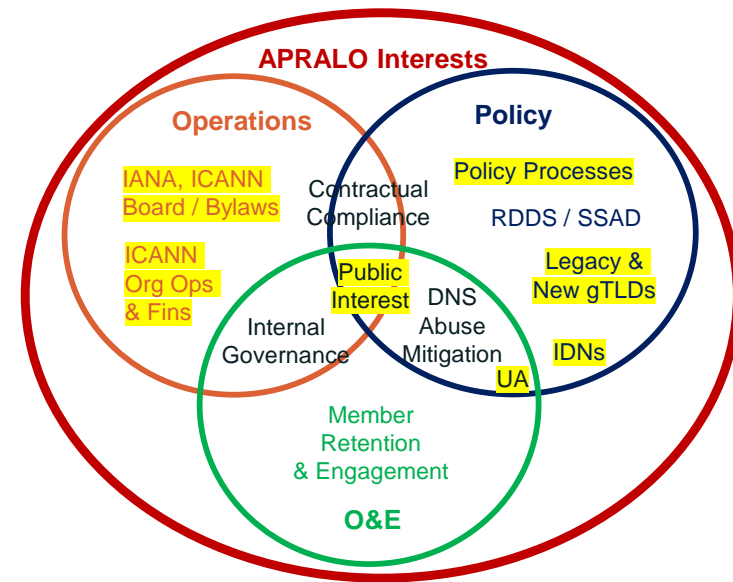 APRALO Interests
Operations
Policy
IANA, ICANN
Board / Bylaws
ICANN
Org Ops
& Fins
Contractual
Compliance
Policy Processes
RDDS / SSAD
Legacy &
New gTLDs
IDNs
Public
Interest
Internal
Governance
DNS
Abuse
Mitigation
UA
Member
Retention
& Engagement
O&E